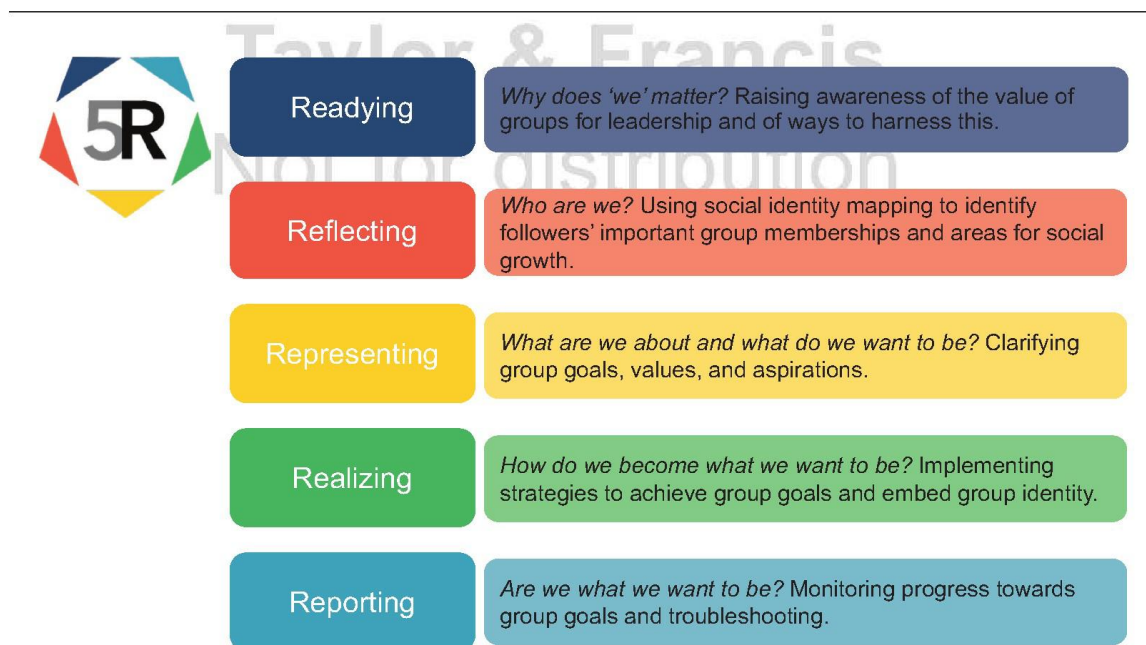 Taylor & Francis
Not for distribution
5R
Readying
Why does ‘we’ matter? Raising awareness of the value of
groups for leadership and of ways to harness this.
Reflecting
Who are we? Using social identity mapping to identify
followers’ important group memberships and areas for social
growth.
Representing
What are we about and what do we want to be? Clarifying
group goals, values, and aspirations.
Realizing
How do we become what we want to be? Implementing
strategies to achieve group goals and embed group identity.
Reporting
Are we what we want to be? Monitoring progress towards
group goals and troubleshooting.